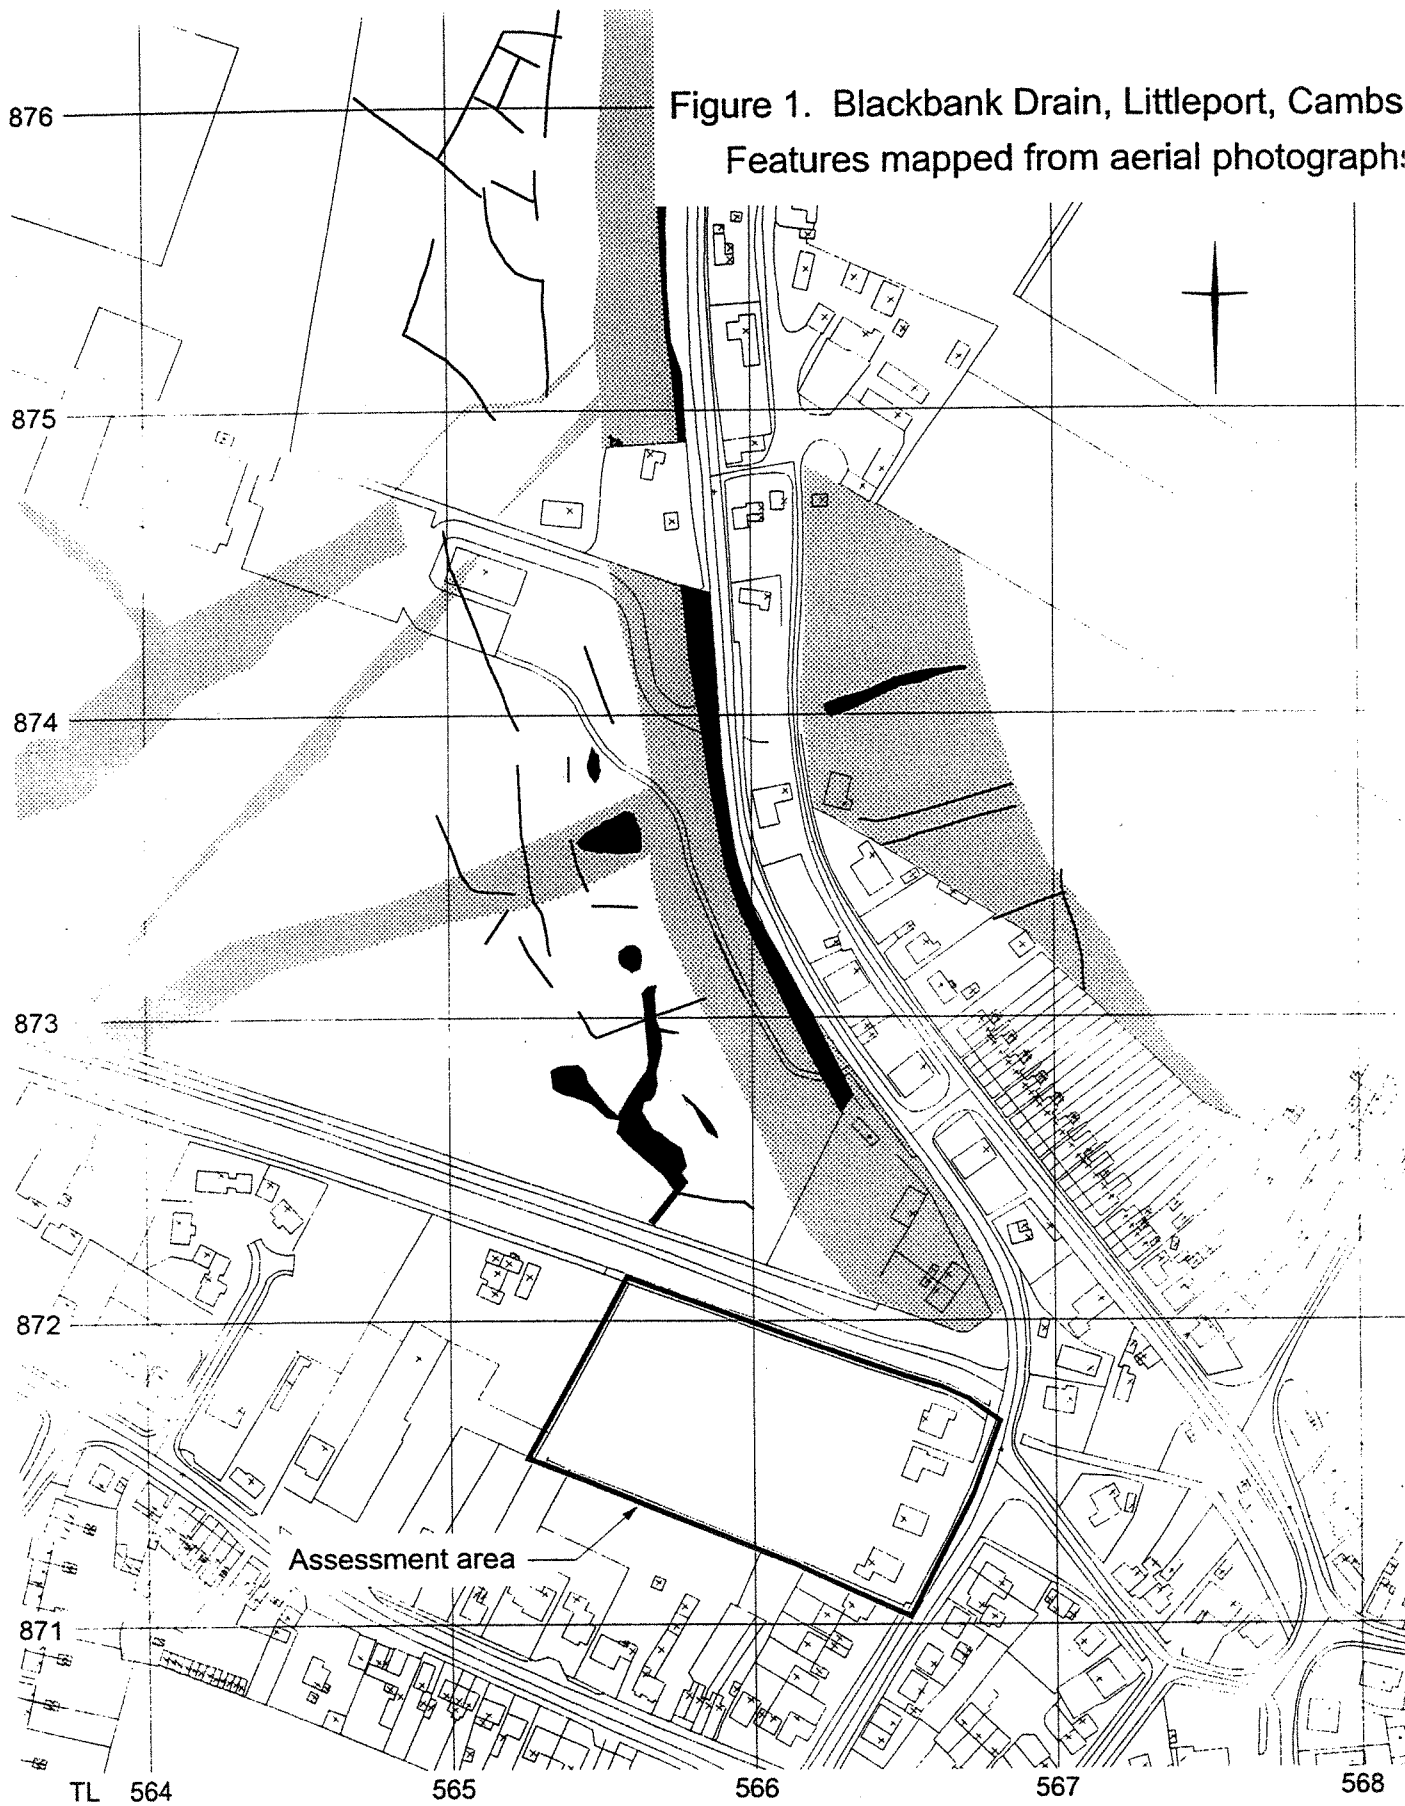 Figure 1. Blackbank Drain, Littleport, Cambs
Features mapped from aerial photographs
876
875
874
873
872
Assessment area
871
TL 564 565 566 567 568